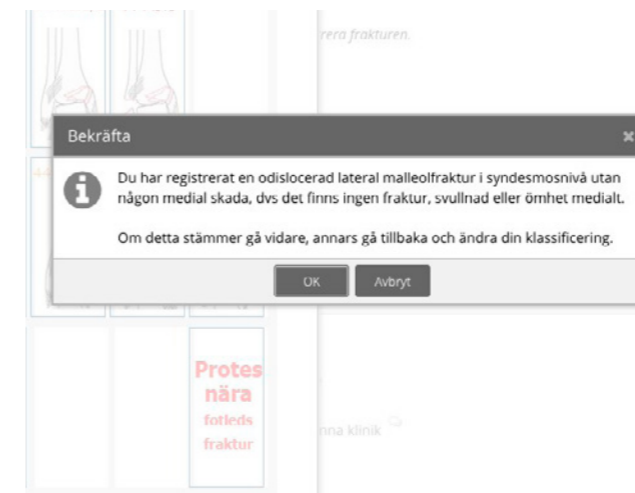 rera frakturen.
Bekräfta
Du har registrerat en odislocerad lateral malleolfraktur i syndesmosnivå utan
någon medial skada, dvs det finns ingen fraktur, svullnad eller ömhet medialt.
Om detta stämmer gå vidare, annars gå tillbaka och ändra din klassificering.
OK
Avbryt
Protes
nära
fotleds
fraktur
nna klinik